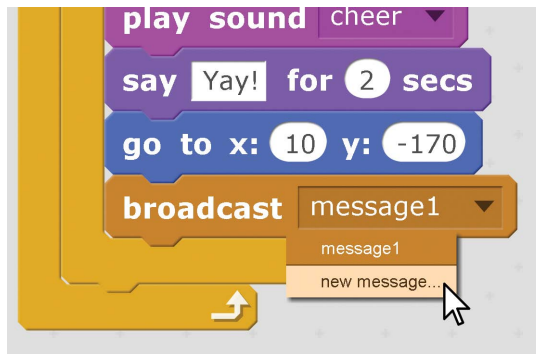 play sound cheer
say Yay! for 2 secs
go to x: 10 y: -170
broadcast message1
message1
new message...